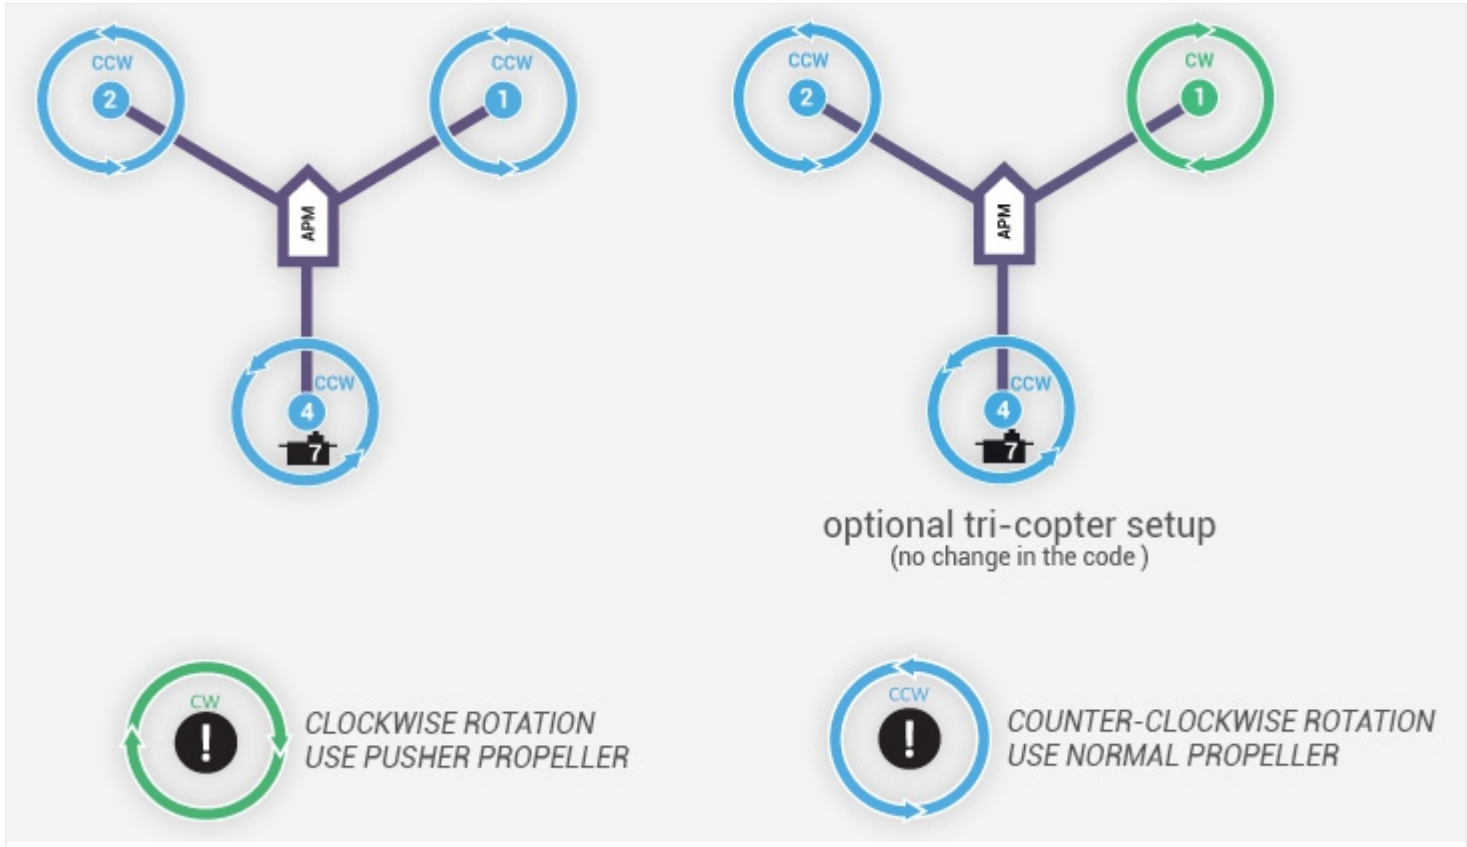 CCW
2
CCW
1
APM
CCW
4
7
CCW
2
CW
1
APM
CCW
4
7
optional tri-copter setup
(no change in the code )
CW
!
CLOCKWISE ROTATION
USE PUSHER PROPELLER
CCW
!
COUNTER-CLOCKWISE ROTATION
USE NORMAL PROPELLER